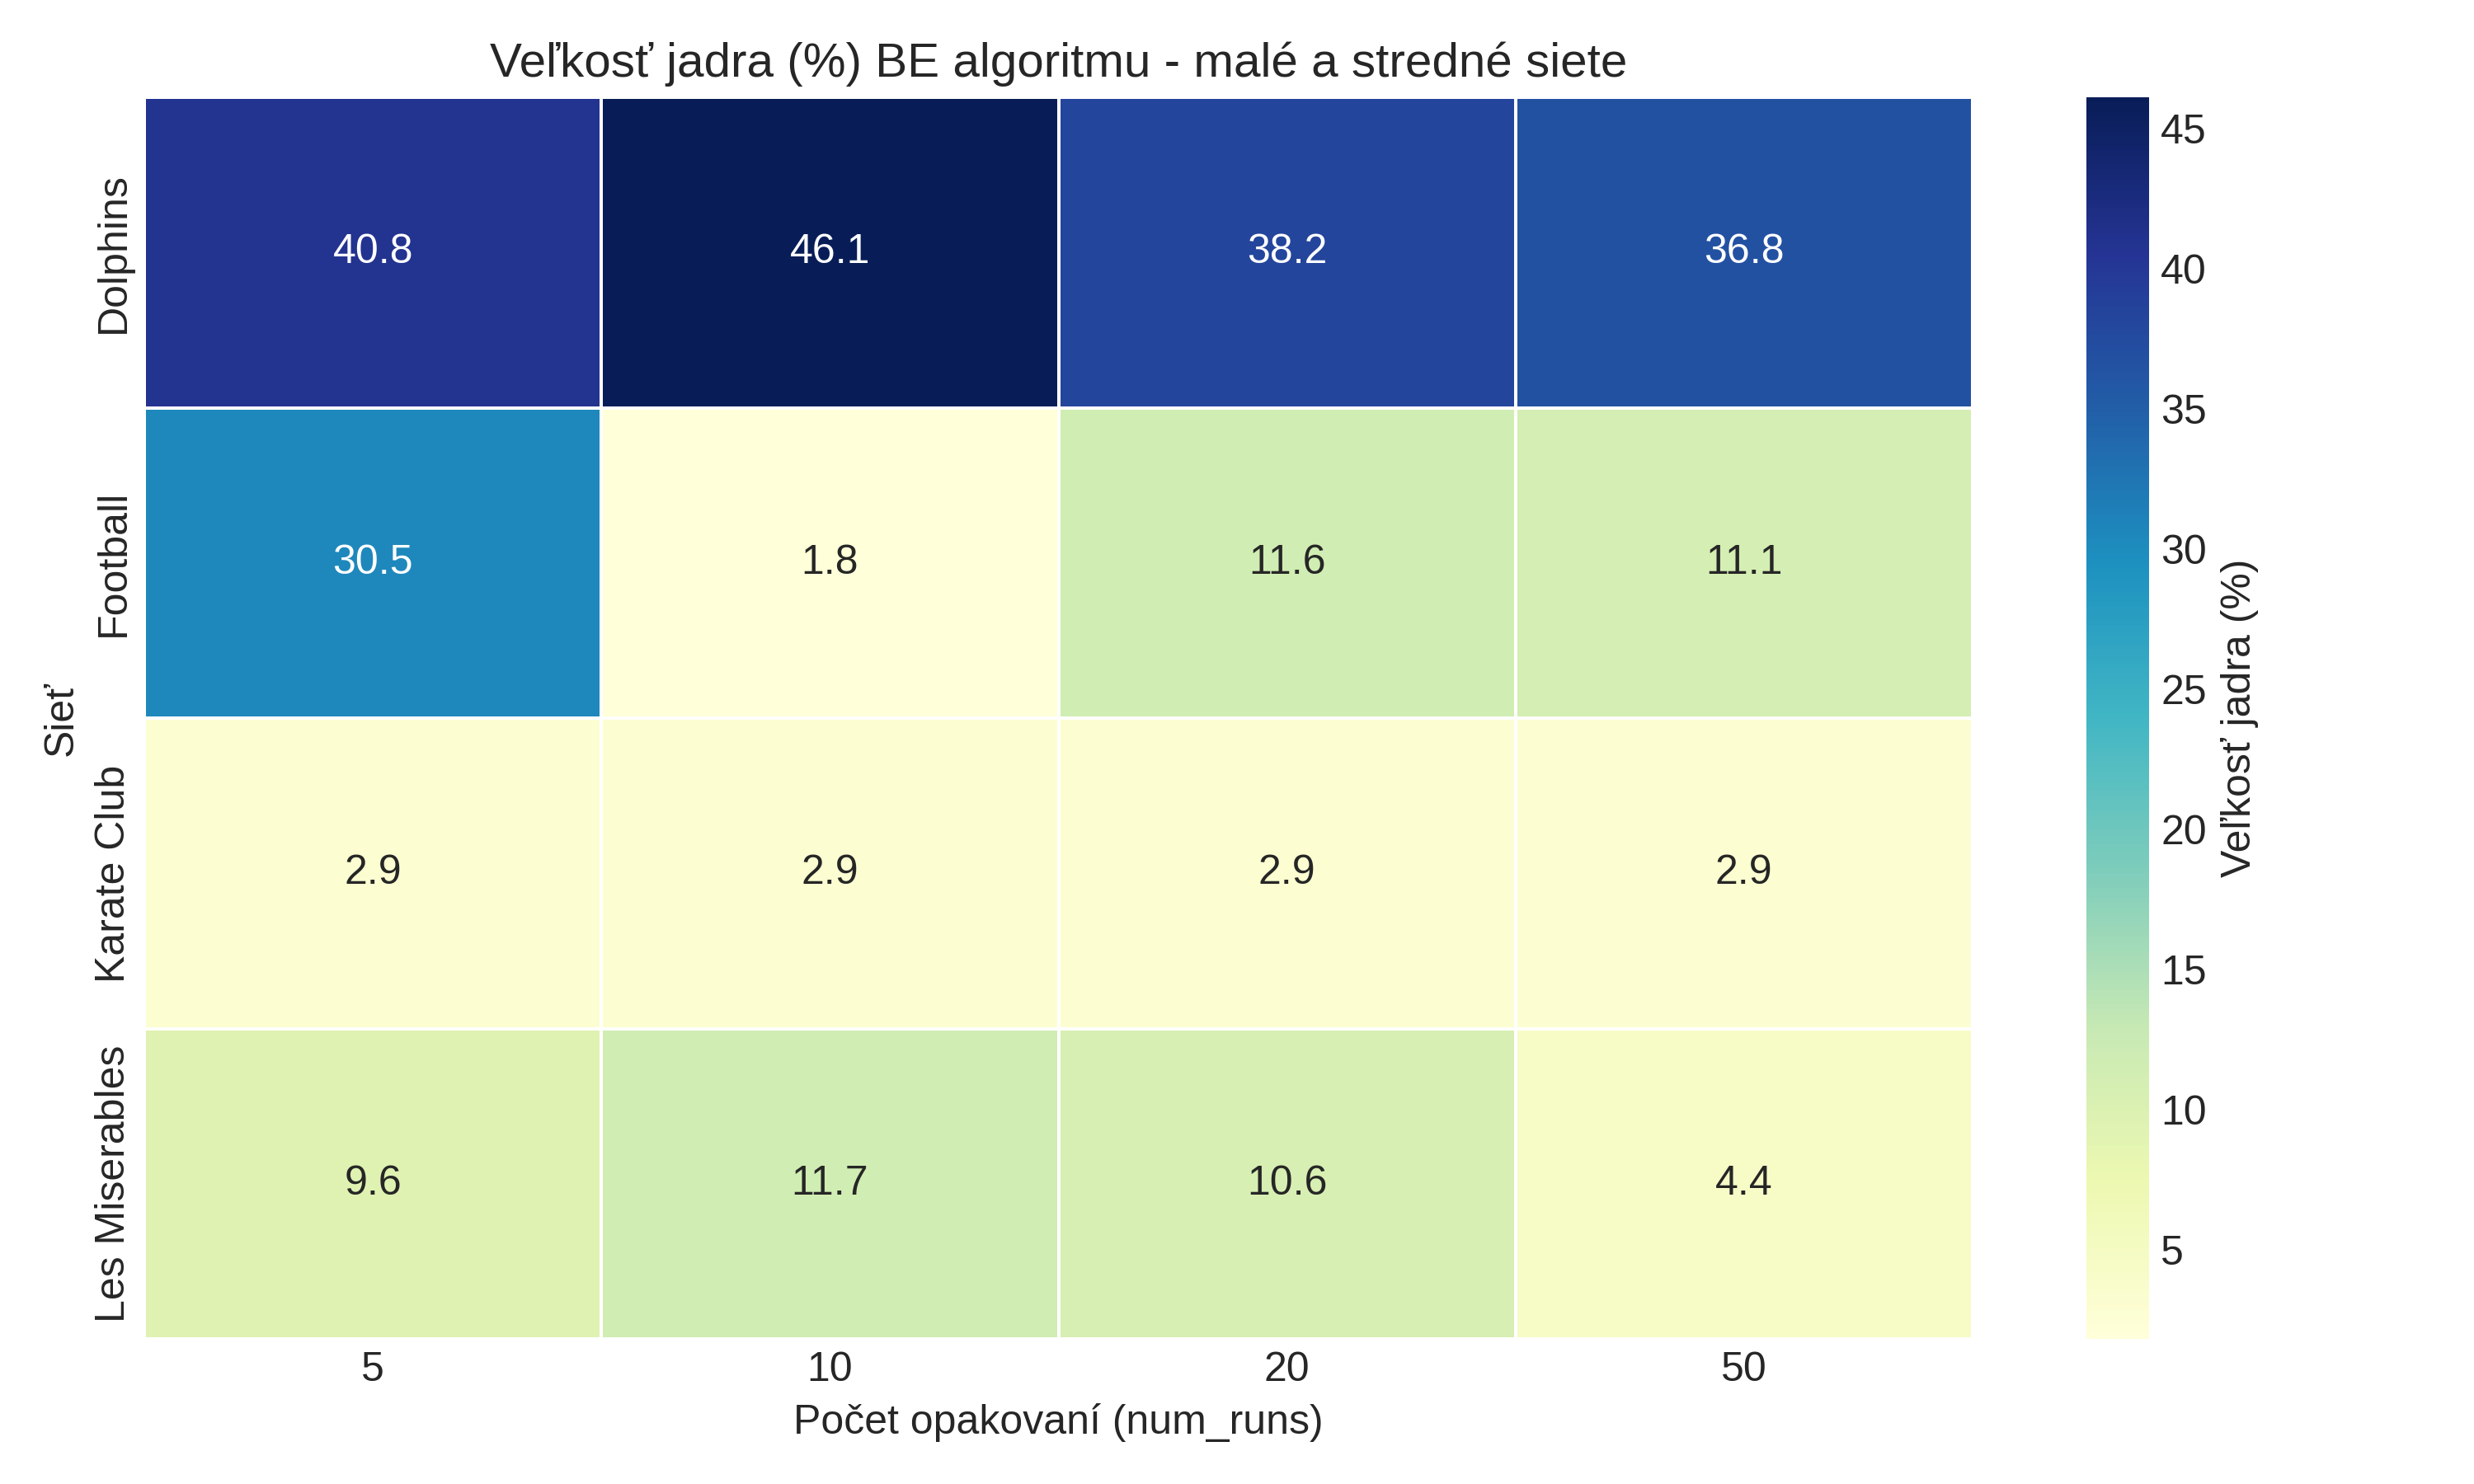 Veľkosť jadra (%) BE algoritmu - malé a stredné siete
Sieť
Dolphins
40.8 46.1 38.2 36.8
Football
30.5 1.8 11.6 11.1
Karate Club
2.9 2.9 2.9 2.9
Les Miserables
9.6 11.7 10.6 4.4
5 10 20 50
Počet opakovaní (num_runs)
45
40
35
30
25
20
15
10
5
Veľkosť jadra (%)